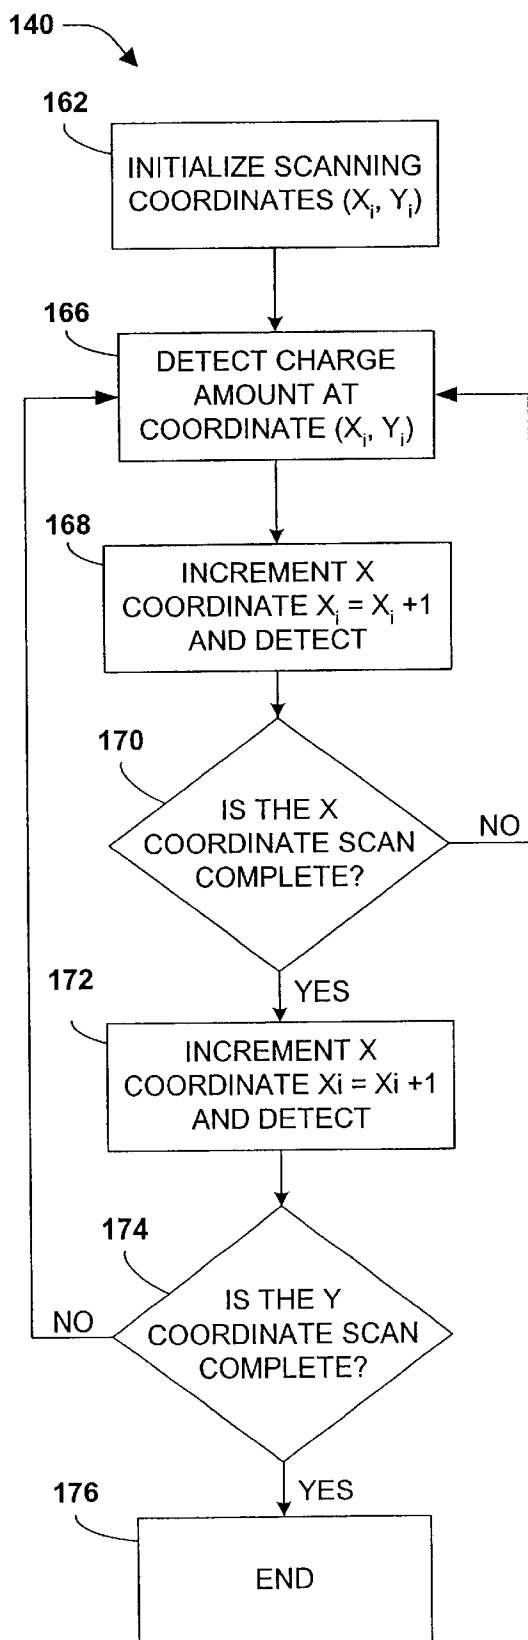 140
162
INITIALIZE SCANNING
COORDINATES (Xi, Yi)
166
DETECT CHARGE
AMOUNT AT
COORDINATE (Xi, Yi)
168
INCREMENT X
COORDINATE Xi = Xi +1
AND DETECT
170
IS THE X
COORDINATE SCAN
COMPLETE?
NO
YES
172
INCREMENT X
COORDINATE Xi = Xi +1
AND DETECT
174
IS THE Y
COORDINATE SCAN
COMPLETE?
NO
YES
176
END